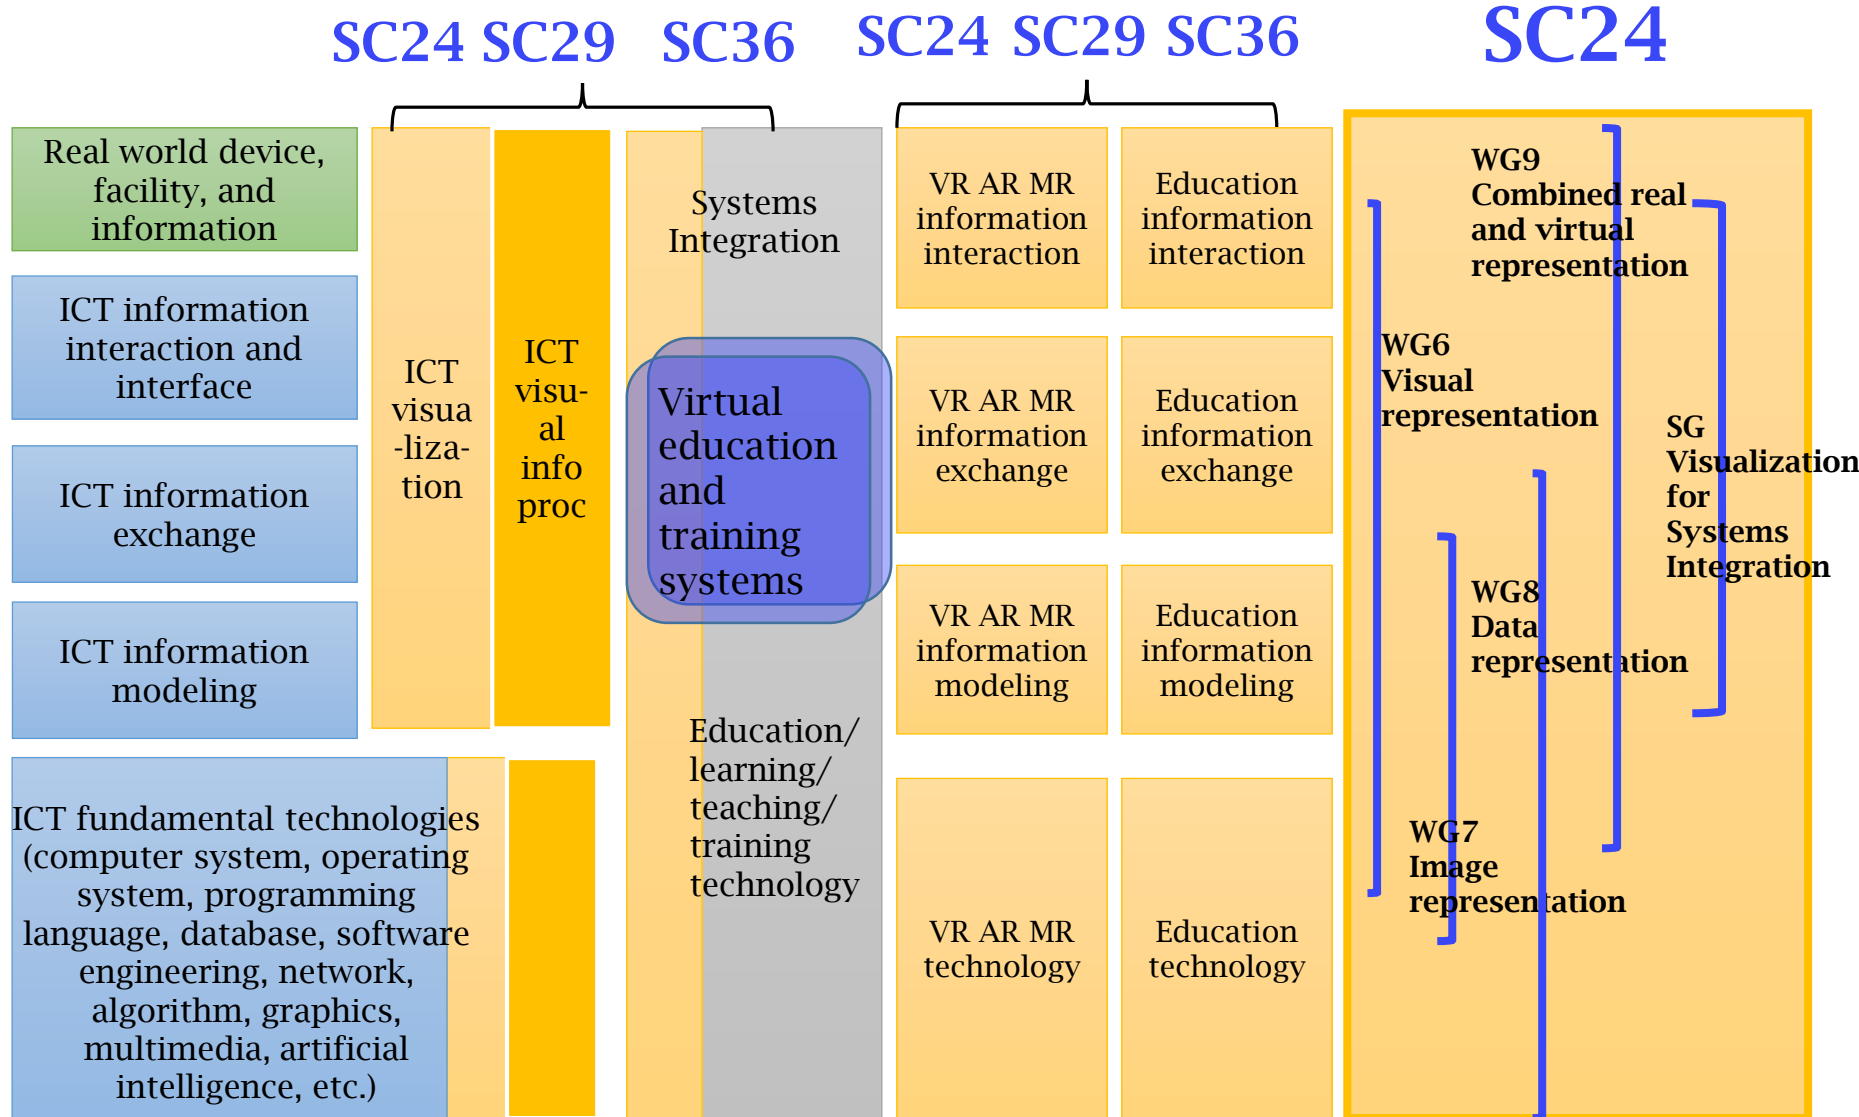 SC24 SC29 SC36
SC24 SC29 SC36
SC24
Real world device,
facility, and
information
ICT information
interaction and
interface
ICT information
exchange
ICT information
modeling
ICT fundamental technologies
(computer system, operating
system, programming
language, database, software
engineering, network,
algorithm, graphics,
multimedia, artificial
intelligence, etc.)
ICT
visua
-liza-
tion
ICT
visu-
al
info
proc
Systems
Integration
Virtual
education
and
training
systems
Education/
learning/
teaching/
training
technology
VR AR MR
information
interaction
VR AR MR
information
exchange
VR AR MR
information
modeling
VR AR MR
technology
Education
information
interaction
Education
information
exchange
Education
information
modeling
Education
technology
WG9
Combined real
and virtual
representation
WG6
Visual
representation
SG
Visualization
for
Systems
Integration
WG8
Data
representation
WG7
Image
representation